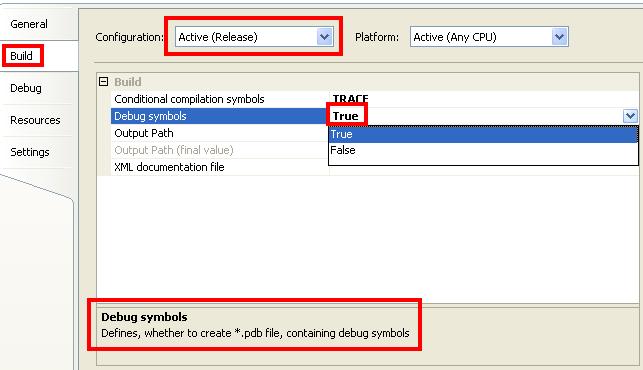 General
Build
Debug
Resources
Settings
Configuration: Active (Release) Platform: Active (Any CPU)
Build
Conditional compilation symbols TRACE
Debug symbols True
Output Path True
Output Path (final value) False
XML documentation file
Debug symbols
Defines, whether to create *.pdb file, containing debug symbols